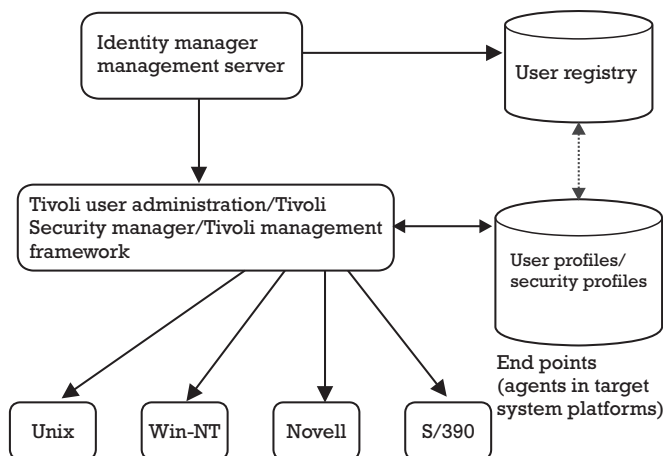 Identity manager
management server
User registry
Tivoli user administration/Tivoli
Security manager/Tivoli management
framework
User profiles/
security profiles
End points
(agents in target
system platforms)
Unix
Win-NT
Novell
S/390